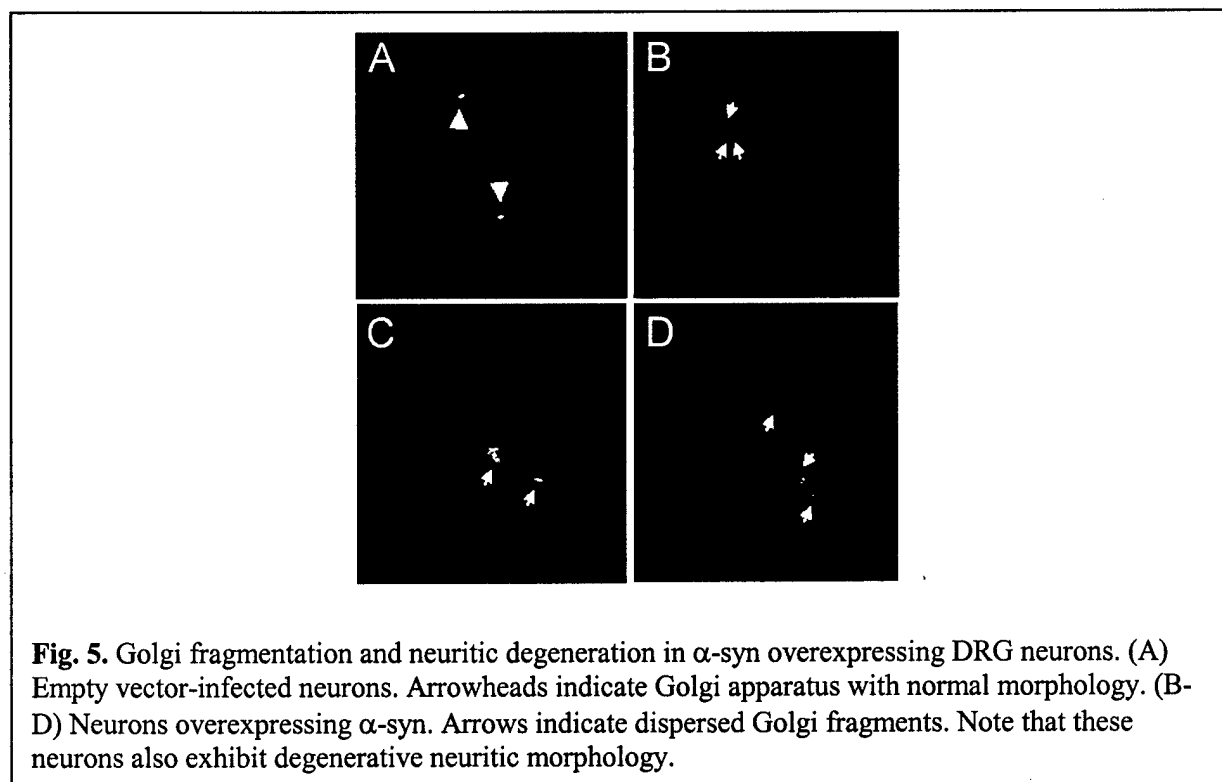 A
B
C
D
Fig. 5. Golgi fragmentation and neuritic degeneration in α-syn overexpressing DRG neurons. (A)
Empty vector-infected neurons. Arrowheads indicate Golgi apparatus with normal morphology. (B-
D) Neurons overexpressing α-syn. Arrows indicate dispersed Golgi fragments. Note that these
neurons also exhibit degenerative neuritic morphology.